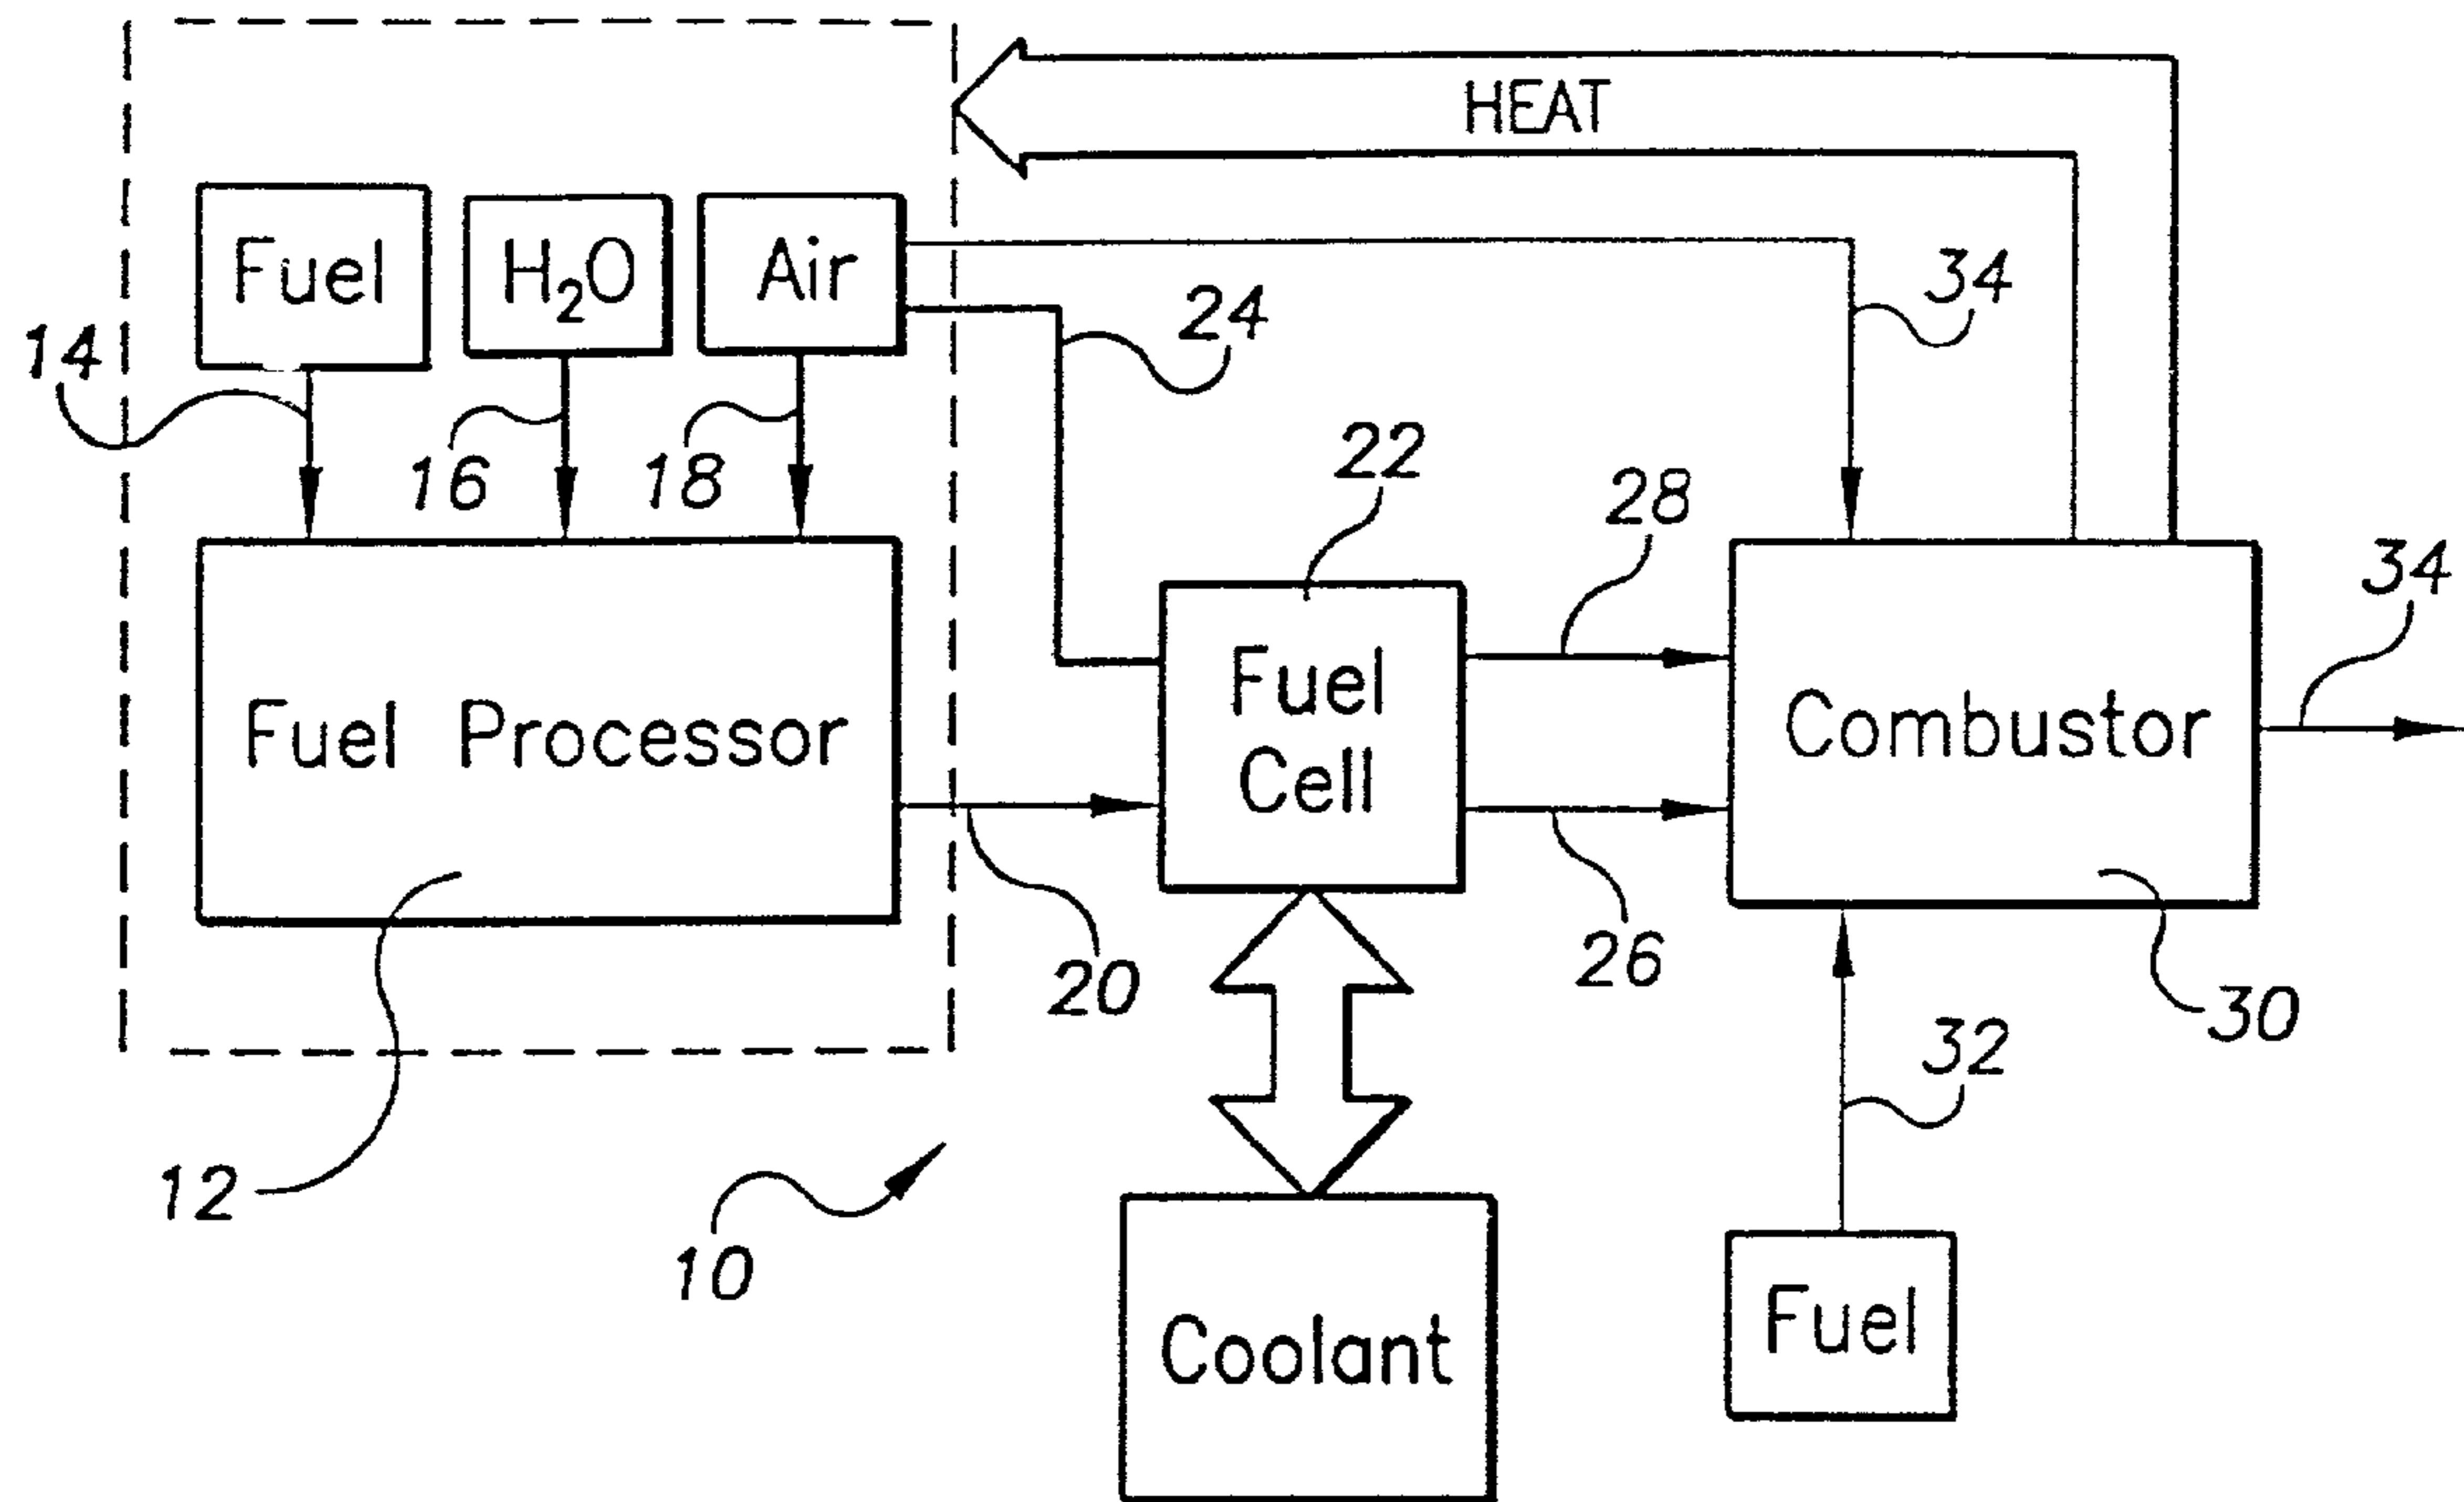 HEAT
Fuel
H₂O
Air
14
16
18
24
34
22
28
34
Fuel Processor
Fuel
Cell
Combustor
20
26
30
32
12
10
Coolant
Fuel